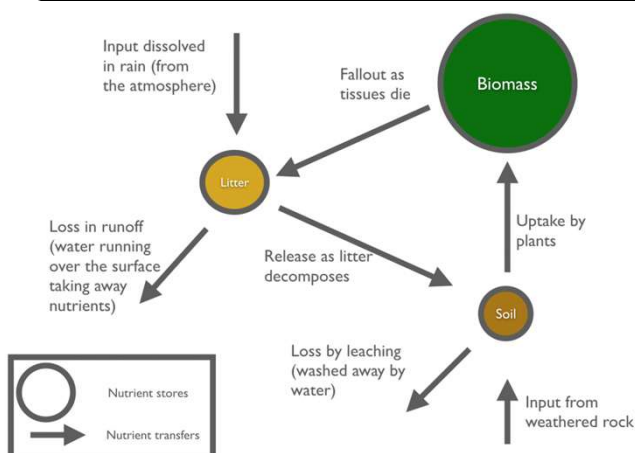 Input dissolved
in rain (from
the atmosphere)
Fallout as
tissues die
Biomass
Litter
Loss in runoff
(water running
over the surface
taking away
nutrients)
Release as litter
decomposes
Uptake by
plants
Soil
Loss by leaching
(washed away by
water)
Input from
weathered rock
Nutrient stores
Nutrient transfers